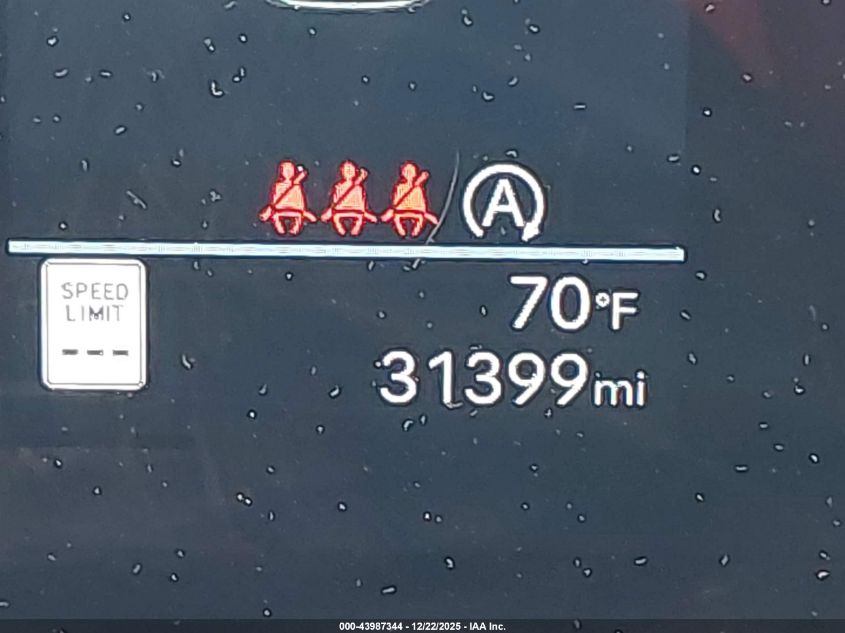 A
SPEED
LIMIT
---
70°F
31399mi
000-43987344 - 12/22/2025 - IAA Inc.